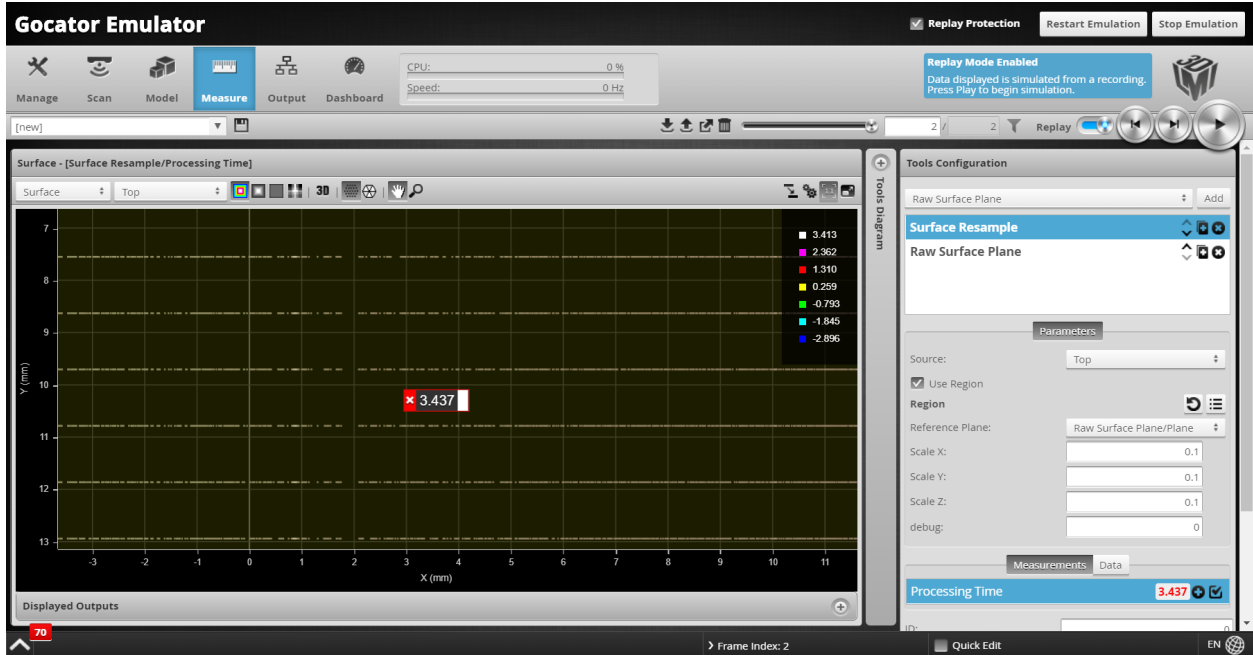 Gocator Emulator
Replay Protection
Restart Emulation
Stop Emulation
Manage
Scan
Model
Measure
Output
Dashboard
CPU: 0 %
Speed: 0 Hz
Replay Mode Enabled
Data displayed is simulated from a recording.
Press Play to begin simulation.
[new]
2 / 2
Replay
Surface - [Surface Resample/Processing Time]
Surface
Top
3D
7
8
9
10
11
12
13
Y (mm)
3.413
2.362
1.310
0.259
-0.793
-1.845
-2.896
3.437
-3 -2 -1 0 1 2 3 4 5 6 7 8 9 10 11
X (mm)
Displayed Outputs
Tools Diagram
Tools Configuration
Raw Surface Plane
Add
Surface Resample
Raw Surface Plane
Parameters
Source: Top
Use Region
Region
Reference Plane: Raw Surface Plane/Plane
Scale X: 0.1
Scale Y: 0.1
Scale Z: 0.1
debug: 0
Measurements
Data
Processing Time 3.437
ID: 0
70
Frame Index: 2
Quick Edit
EN